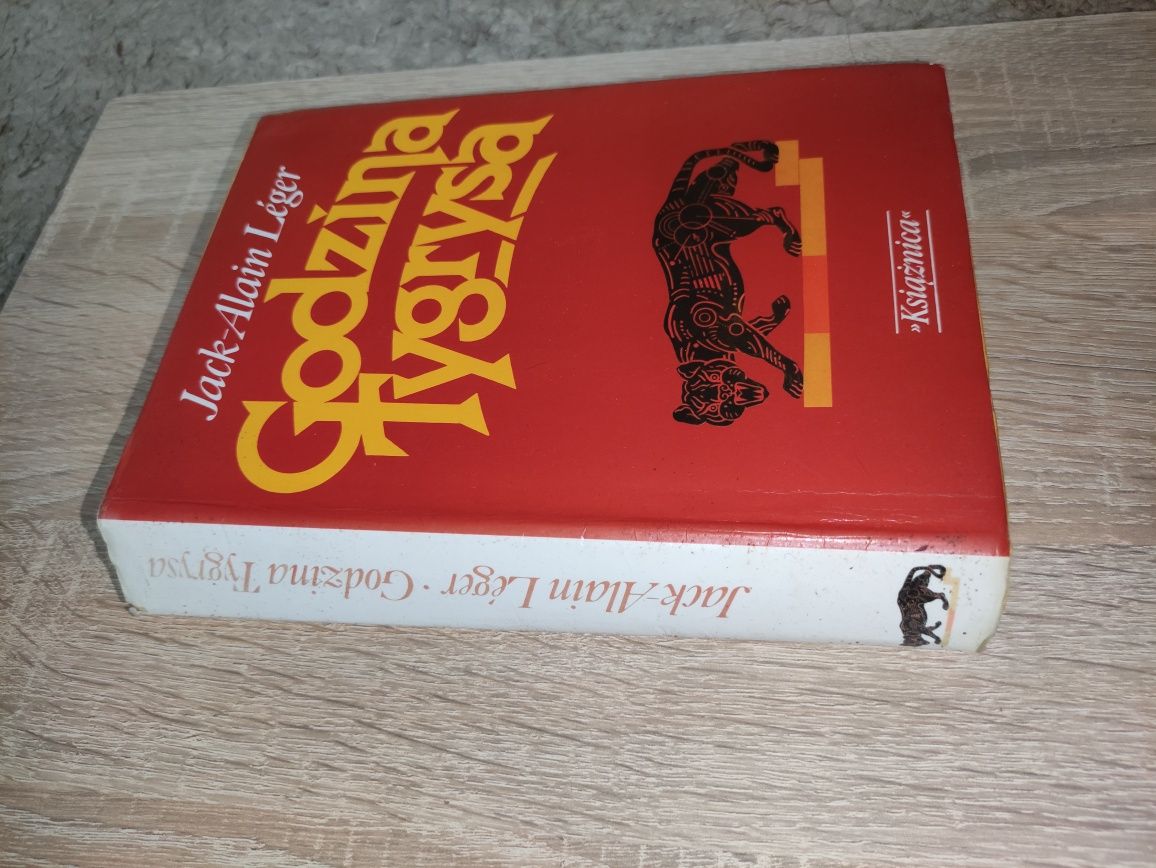 Jack-Alain Léger
Godzina
Tygrysa
»Książnica«
Jack-Alain Léger · Godzina Tygrysa